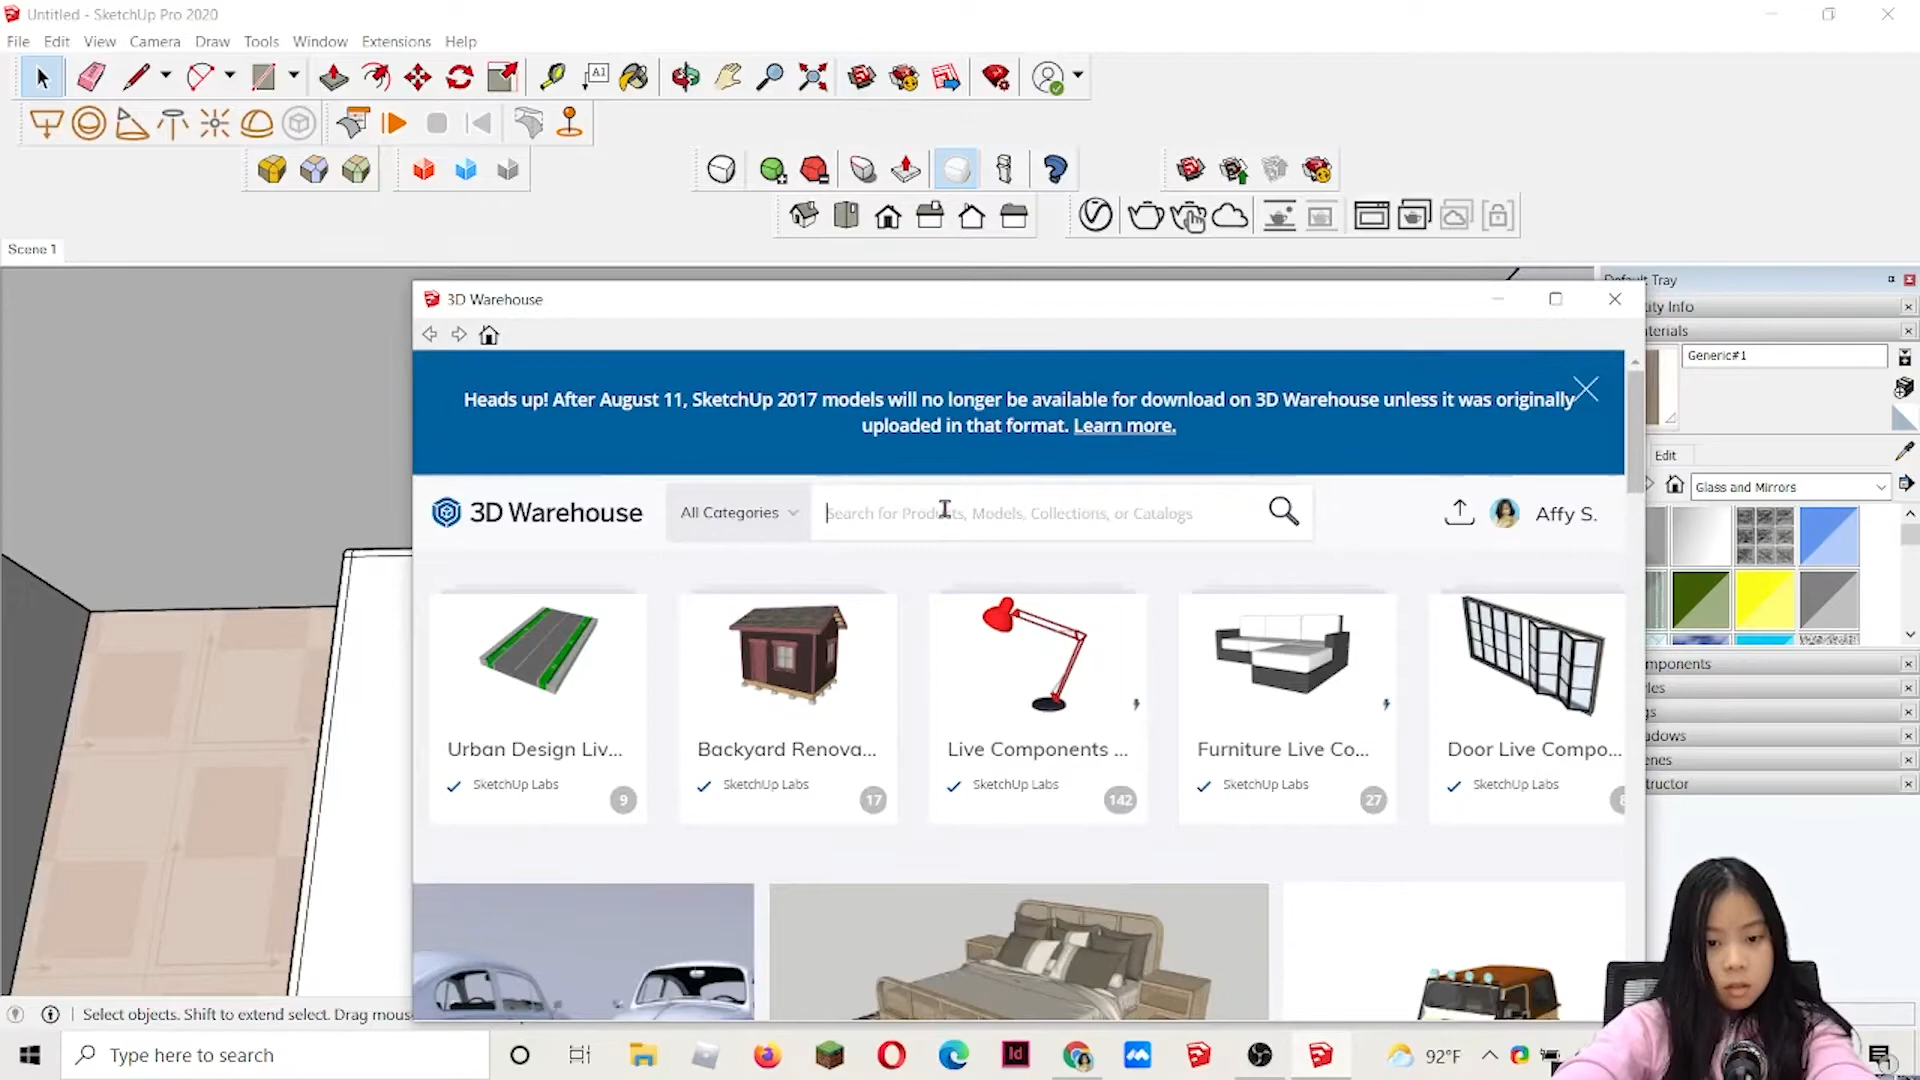 Untitled - SketchUp Pro 2020
File Edit View Camera Draw Tools Window Extensions Help
A1
Scene 1
Default Tray
3D Warehouse
Generic#1
Heads up! After August 11, SketchUp 2017 models will no longer be available for download on 3D Warehouse unless it was originally
uploaded in that format. Learn more.
Edit
Glass and Mirrors
3D Warehouse
All Categories
Search for Products, Models, Collections, or Catalogs
Affy S.
Urban Design Liv...
Backyard Renova...
Live Components ...
Furniture Live Co...
Door Live Compo...
SketchUp Labs
9
SketchUp Labs
17
SketchUp Labs
142
SketchUp Labs
27
SketchUp Labs
Select objects. Shift to extend select. Drag mous
Type here to search
Id
92°F